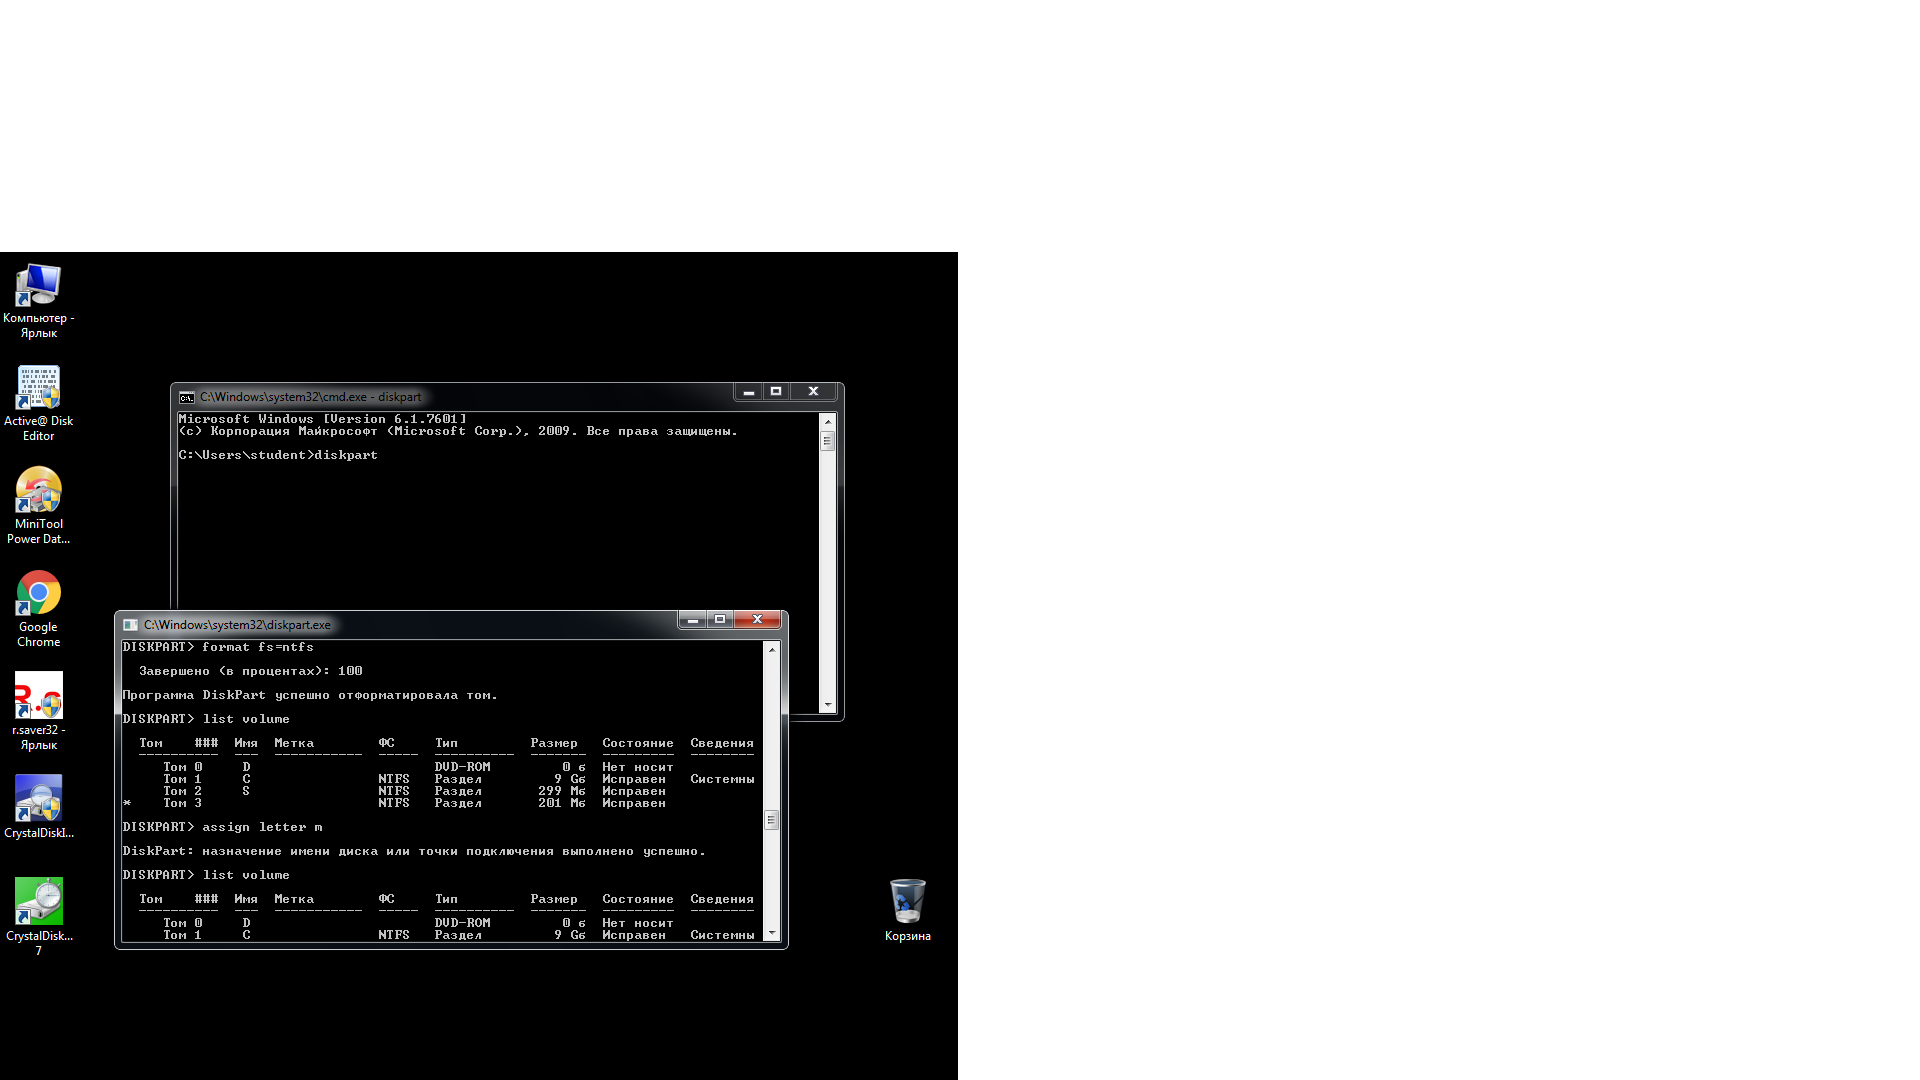 Компьютер -
Ярлык
Active@ Disk
Editor
MiniTool
Power Dat...
Google
Chrome
R.s
r.saver32 -
Ярлык
CrystalDiskI...
CrystalDisk...
7
C:\Windows\system32\cmd.exe - diskpart
Microsoft Windows [Version 6.1.7601]
(c) Корпорация Майкрософт (Microsoft Corp.), 2009. Все права защищены.
C:\Users\student>diskpart
C:\Windows\system32\diskpart.exe
DISKPART> format fs=ntfs
Завершено (в процентах): 100
Программа DiskPart успешно отформатировала том.
DISKPART> list volume
Том ### Имя Метка ФС Тип Размер Состояние Сведения
---------- --- ----------- ----- ---------- ------- --------- --------
Том 0 D DVD-ROM 0 б Нет носит
Том 1 C NTFS Раздел 9 Gб Исправен Системны
Том 2 S NTFS Раздел 299 Mб Исправен
* Том 3 NTFS Раздел 201 Mб Исправен
DISKPART> assign letter m
DiskPart: назначение имени диска или точки подключения выполнено успешно.
DISKPART> list volume
Том ### Имя Метка ФС Тип Размер Состояние Сведения
---------- --- ----------- ----- ---------- ------- --------- --------
Том 0 D DVD-ROM 0 б Нет носит
Том 1 C NTFS Раздел 9 Gб Исправен Системны
Корзина